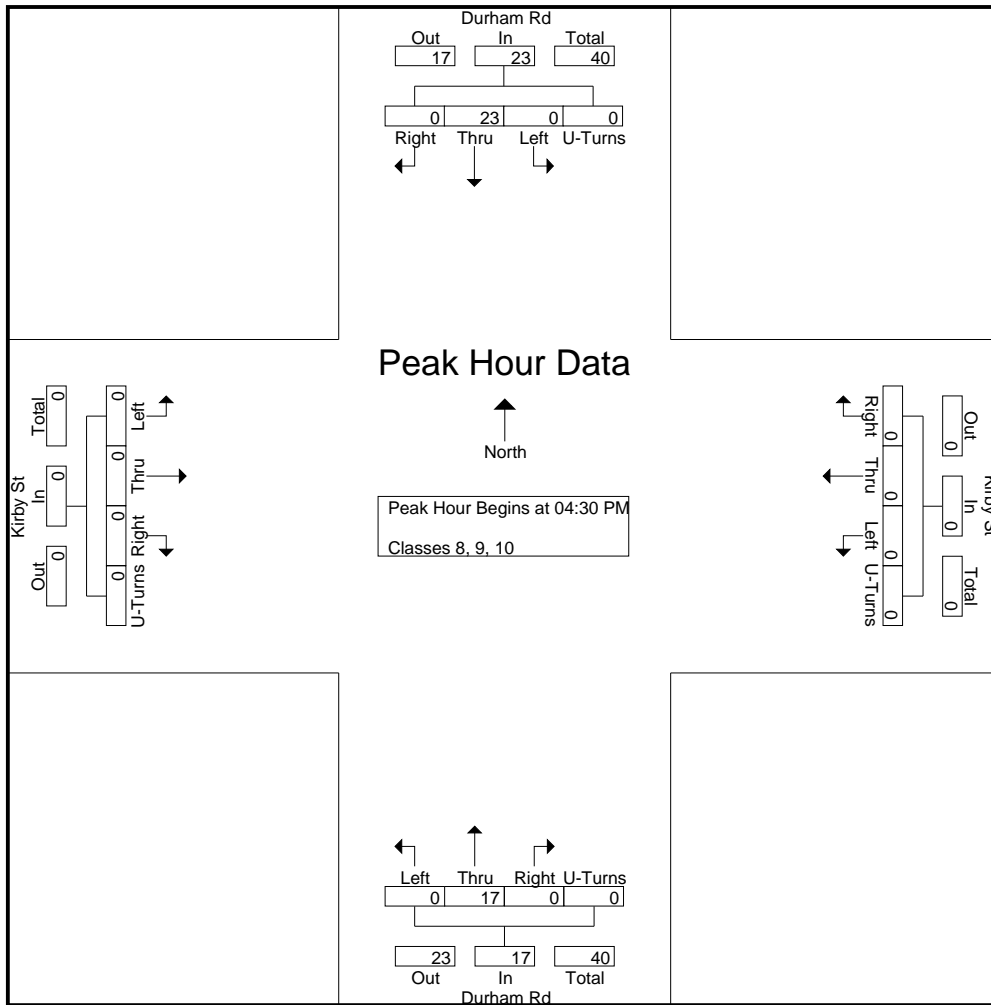 Durham Rd
Out In Total
17 23 40
0 23 0 0
Right Thru Left U-Turns
Peak Hour Data
North
Peak Hour Begins at 04:30 PM
Classes 8, 9, 10
Kirby St
Total In Out
0 0 0
0 0 0 0
Left Thru Right U-Turns
Right Thru Left U-Turns
0 0 0 0
Out In Total
0 0 0
Kirby St
Left Thru Right U-Turns
0 17 0 0
23 17 40
Out In Total
Durham Rd